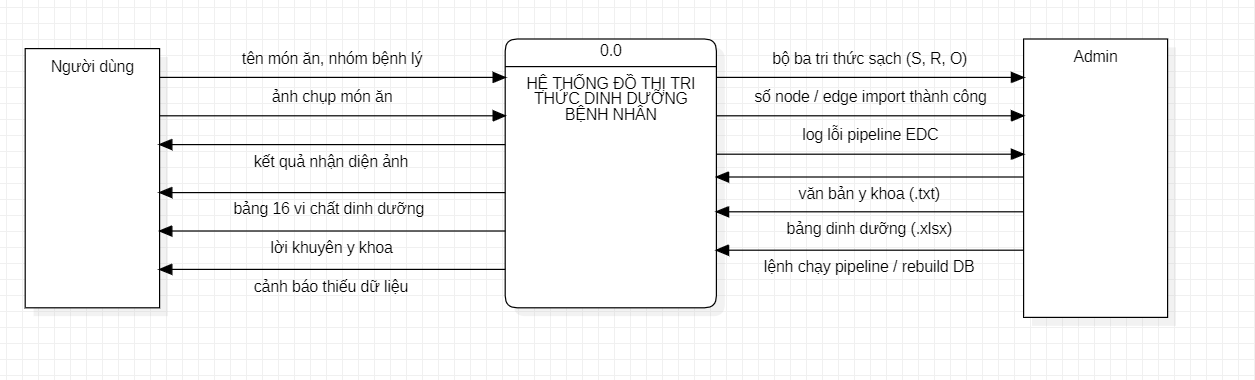 Người dùng
tên món ăn, nhóm bệnh lý
ảnh chụp món ăn
kết quả nhận diện ảnh
bảng 16 vi chất dinh dưỡng
lời khuyên y khoa
cảnh báo thiếu dữ liệu
0.0
HỆ THỐNG ĐỒ THỊ TRI
THỨC DINH DƯỠNG
BỆNH NHÂN
bộ ba tri thức sạch (S, R, O)
số node / edge import thành công
log lỗi pipeline EDC
văn bản y khoa (.txt)
bảng dinh dưỡng (.xlsx)
lệnh chạy pipeline / rebuild DB
Admin